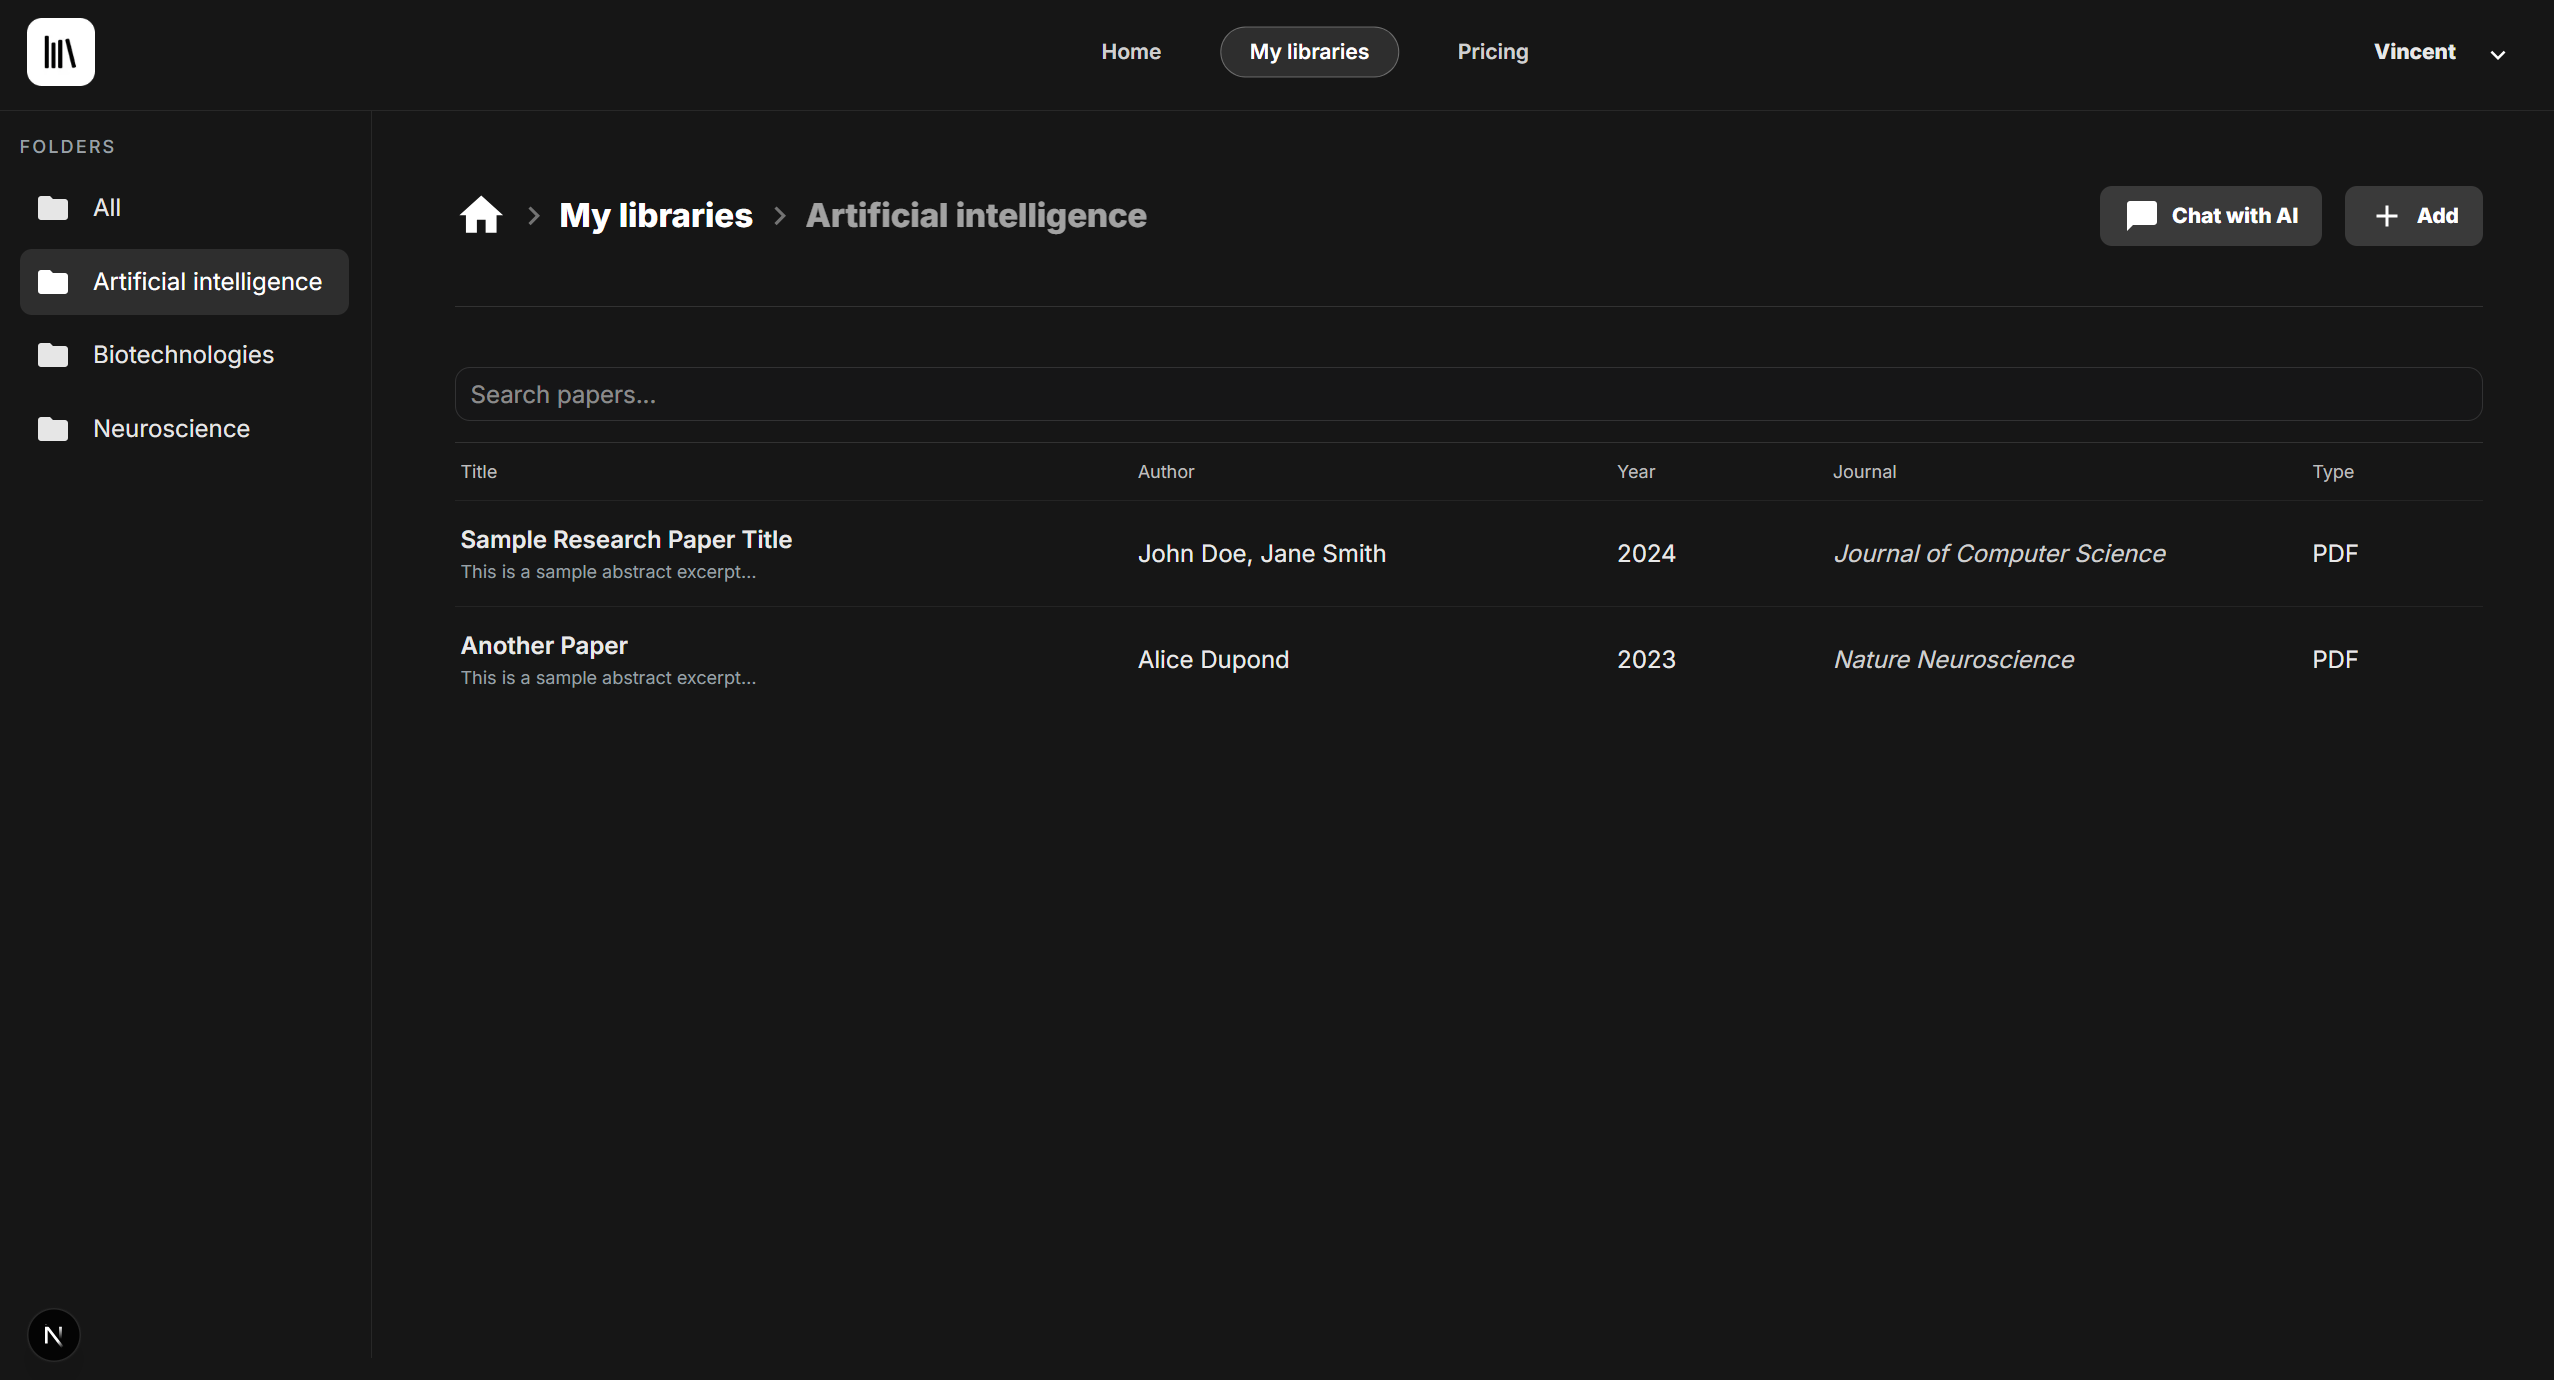 Home
My libraries
Pricing
Vincent
FOLDERS
All
Artificial intelligence
Biotechnologies
Neuroscience
My libraries
Artificial intelligence
Chat with AI
Add
Search papers...
Title Author Year Journal Type
Sample Research Paper Title
This is a sample abstract excerpt...
John Doe, Jane Smith 2024 Journal of Computer Science PDF
Another Paper
This is a sample abstract excerpt...
Alice Dupond 2023 Nature Neuroscience PDF
N